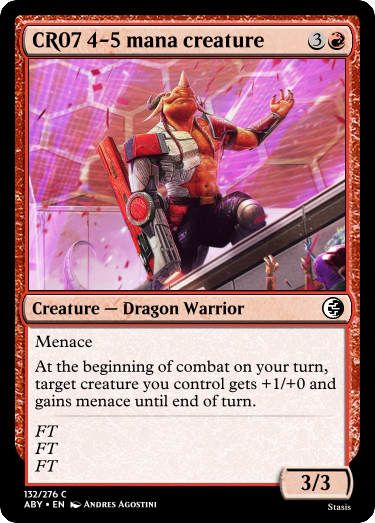 CR07 4-5 mana creature 3
Creature — Dragon Warrior
Menace
At the beginning of combat on your turn,
target creature you control gets +1/+0 and
gains menace until end of turn.
FT
FT
FT
3/3
132/276 C
ABY • EN Andres Agostini
Stasis